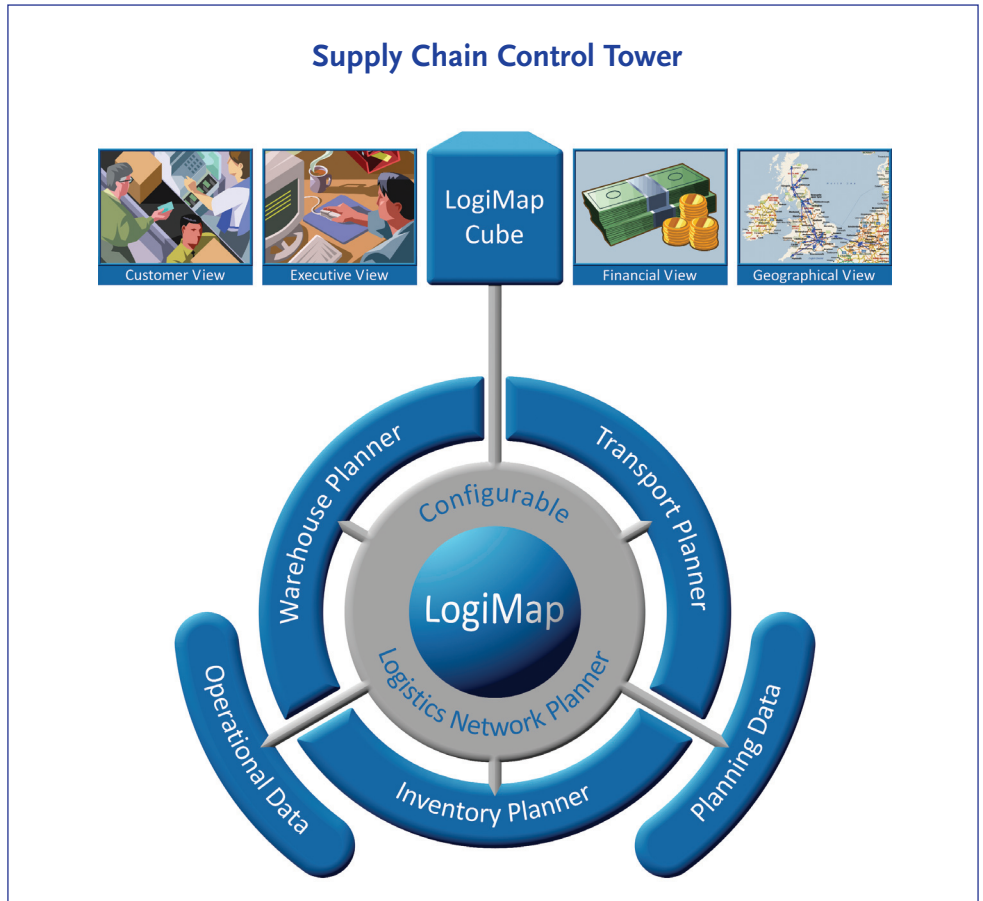 Supply Chain Control Tower
LogiMap
Cube
Customer View
Executive View
Financial View
Geographical View
Warehouse Planner
Transport Planner
Configurable
LogiMap
Logistics Network Planner
Operational Data
Inventory Planner
Planning Data